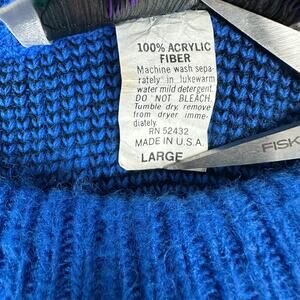 100% ACRYLIC
FIBER
Machine wash sepa-
rately in lukewarm
water mild detergent.
DO NOT BLEACH.
Tumble dry, remove
from dryer imme-
diately.
RN 52432
MADE IN U.S.A.
LARGE
FISK